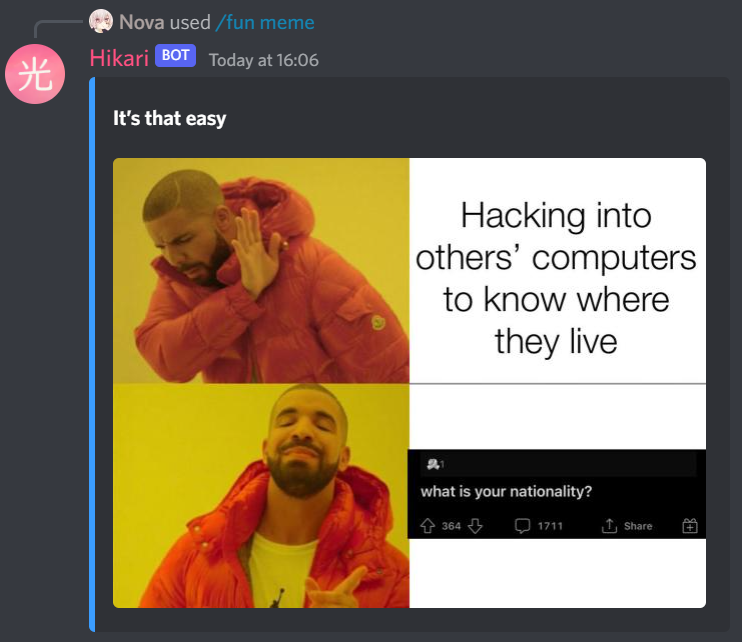 Nova used /fun meme
光
Hikari BOT Today at 16:06
It's that easy
Hacking into
others' computers
to know where
they live
1
what is your nationality?
364 1711 Share